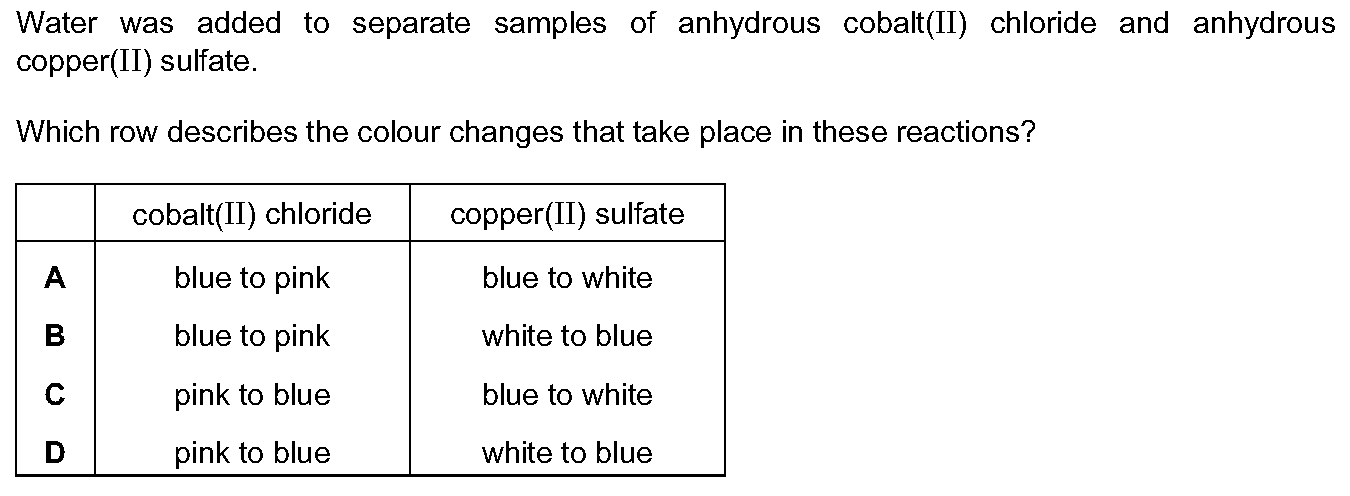 Water was added to separate samples of anhydrous cobalt(II) chloride and anhydrous
copper(II) sulfate.
Which row describes the colour changes that take place in these reactions?
cobalt(II) chloride copper(II) sulfate
A blue to pink blue to white
B blue to pink white to blue
C pink to blue blue to white
D pink to blue white to blue